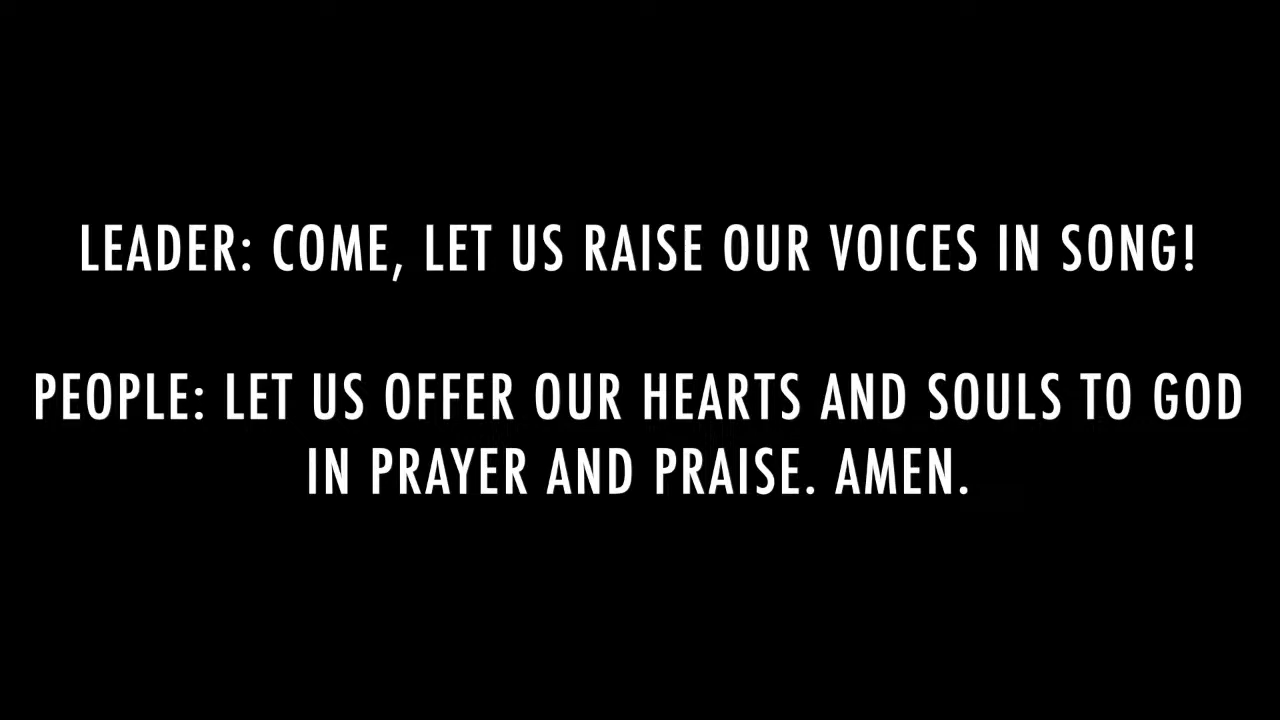 LEADER: COME, LET US RAISE OUR VOICES IN SONG!
PEOPLE: LET US OFFER OUR HEARTS AND SOULS TO GOD
IN PRAYER AND PRAISE. AMEN.